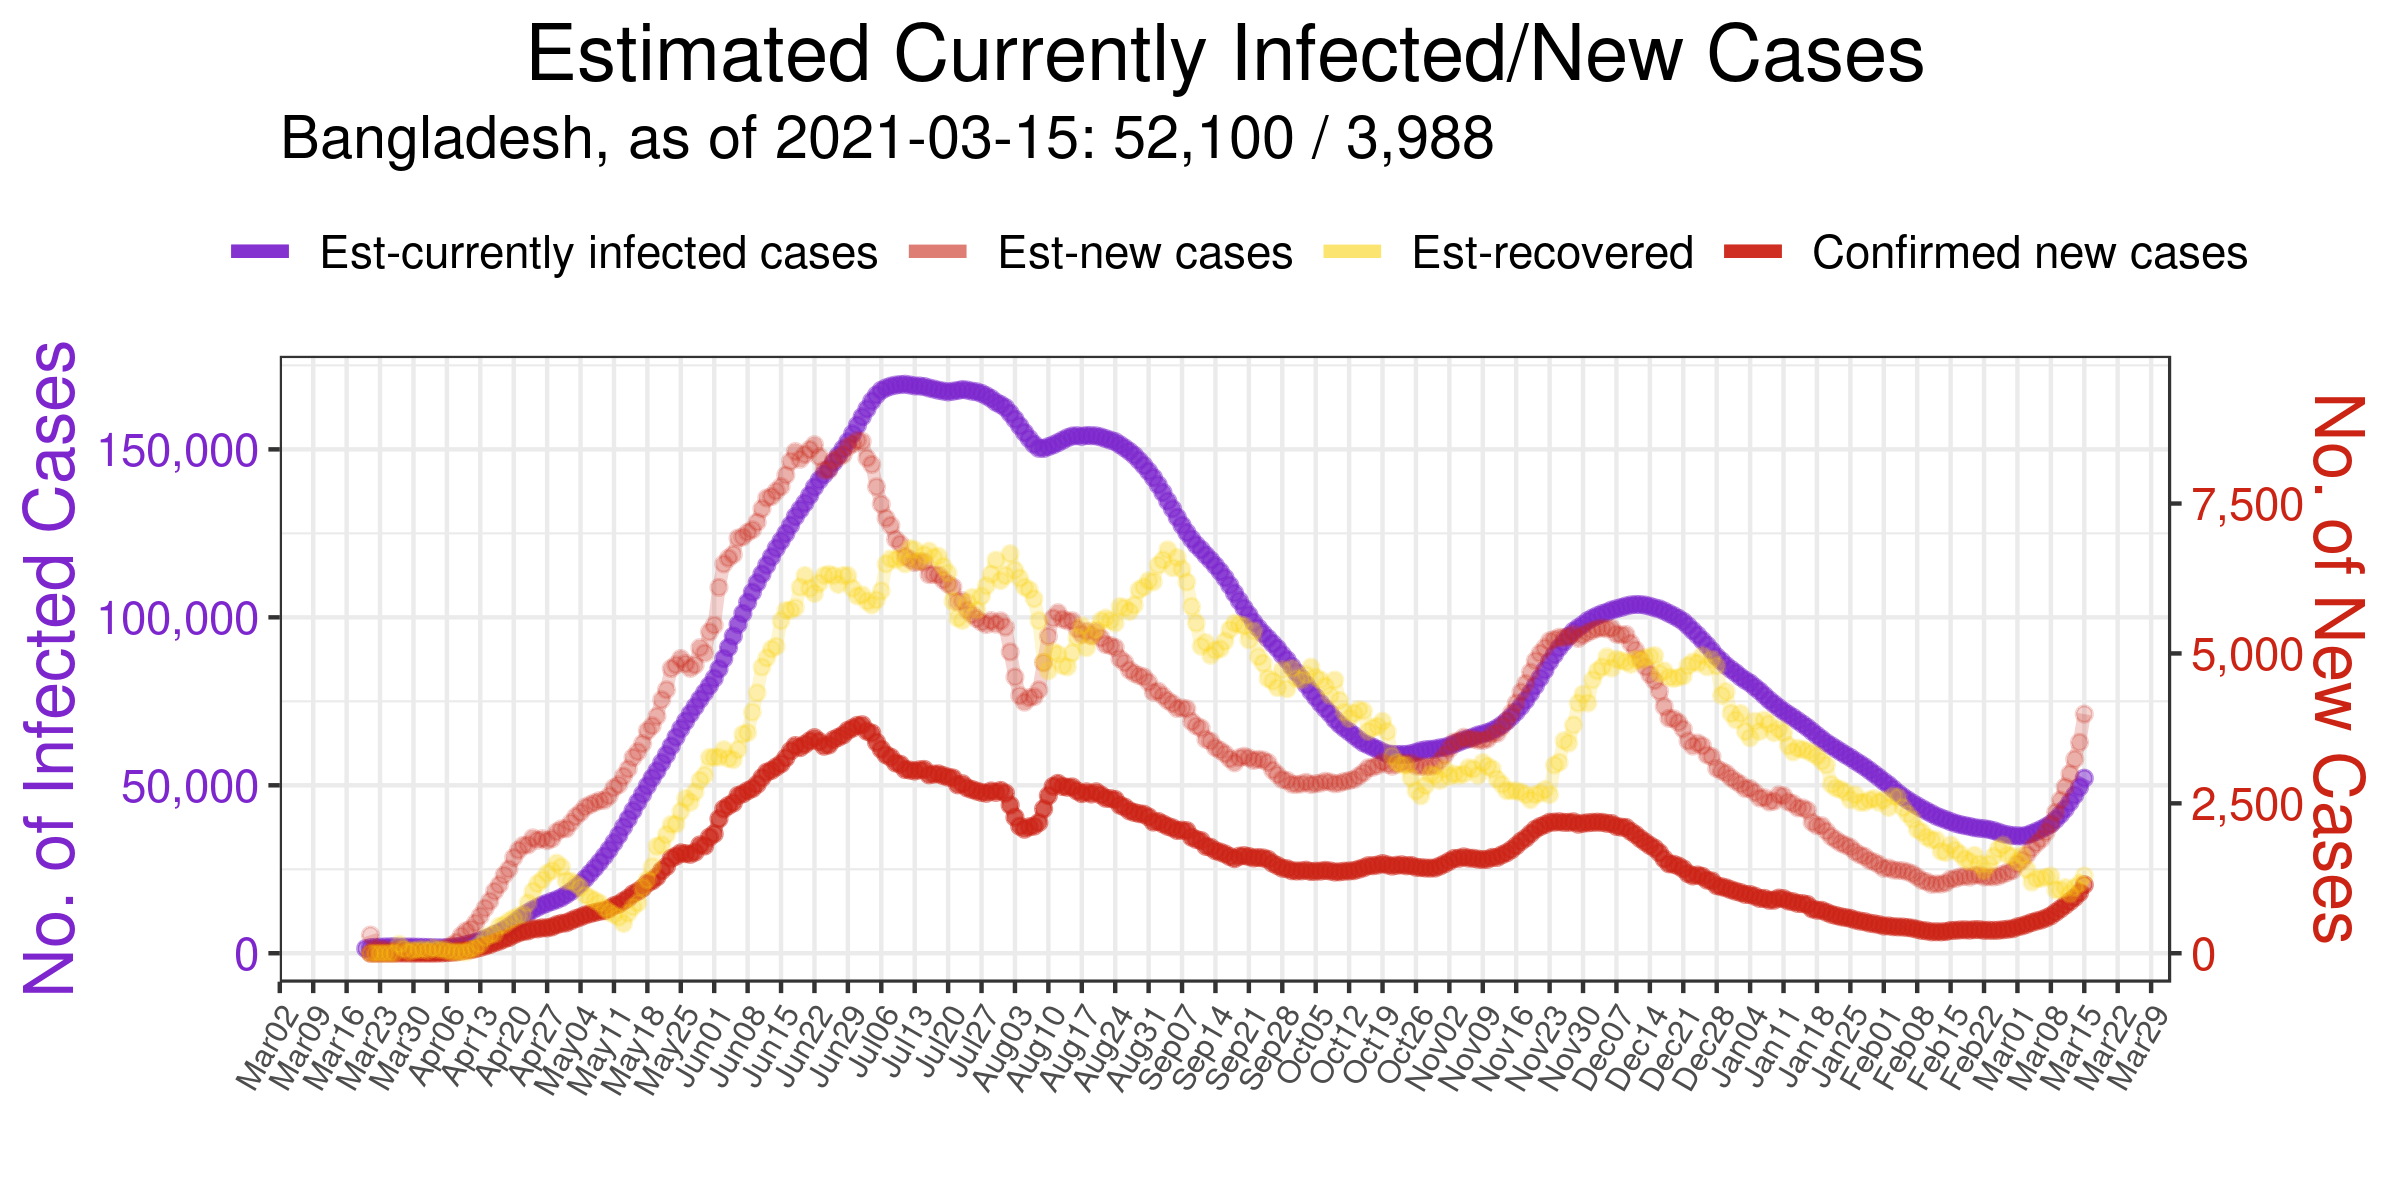 Estimated Currently Infected/New Cases
Bangladesh, as of 2021-03-15: 52,100 / 3,988
Est-currently infected cases Est-new cases Est-recovered Confirmed new cases
No. of Infected Cases
150,000
100,000
50,000
0
7,500
5,000
2,500
0
No. of New Cases
Mar02 Mar09 Mar16 Mar23 Mar30 Apr06 Apr13 Apr20 Apr27 May04 May11 May18 May25 Jun01 Jun08 Jun15 Jun22 Jun29 Jul06 Jul13 Jul20 Jul27 Aug03 Aug10 Aug17 Aug24 Aug31 Sep07 Sep14 Sep21 Sep28 Oct05 Oct12 Oct19 Oct26 Nov02 Nov09 Nov16 Nov23 Nov30 Dec07 Dec14 Dec21 Dec28 Jan04 Jan11 Jan18 Jan25 Feb01 Feb08 Feb15 Feb22 Mar01 Mar08 Mar15 Mar22 Mar29